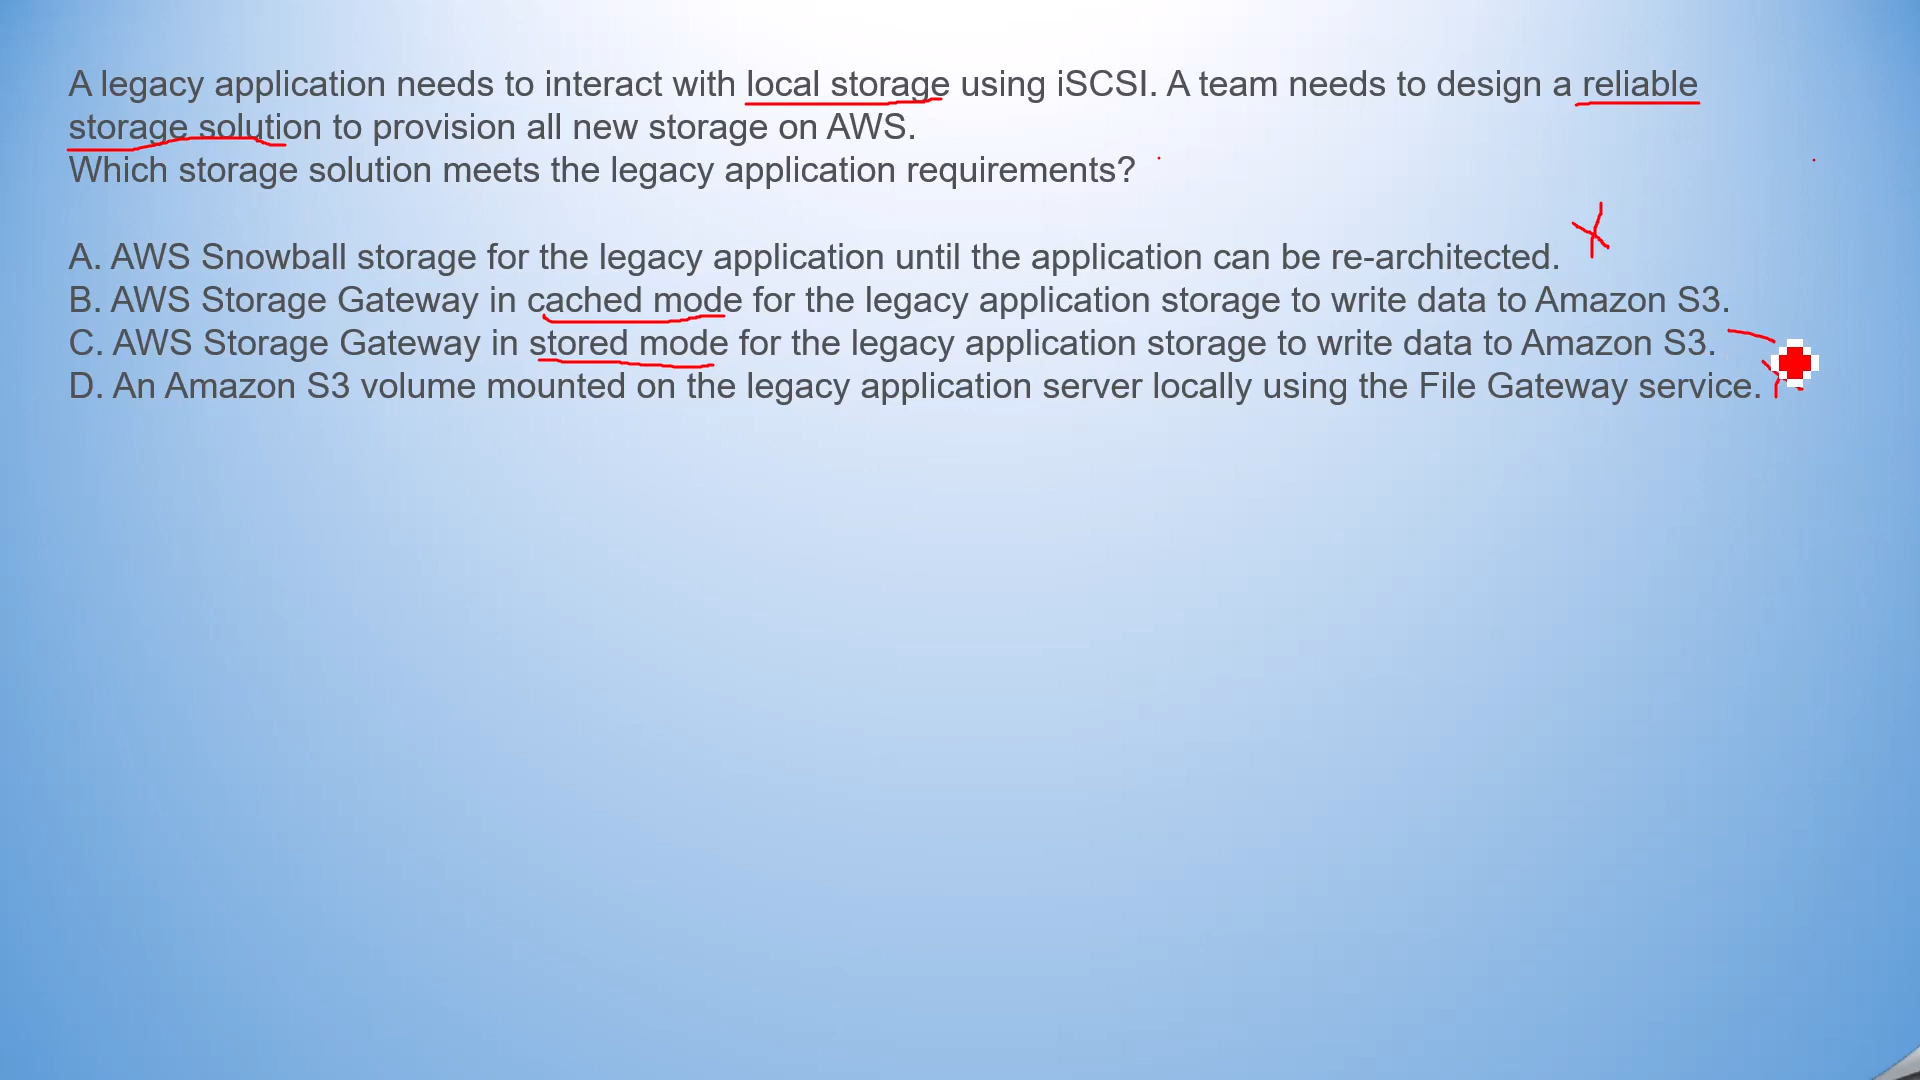 A legacy application needs to interact with local storage using iSCSI. A team needs to design a reliable
storage solution to provision all new storage on AWS.
Which storage solution meets the legacy application requirements?
A. AWS Snowball storage for the legacy application until the application can be re-architected.
B. AWS Storage Gateway in cached mode for the legacy application storage to write data to Amazon S3.
C. AWS Storage Gateway in stored mode for the legacy application storage to write data to Amazon S3.
D. An Amazon S3 volume mounted on the legacy application server locally using the File Gateway service.